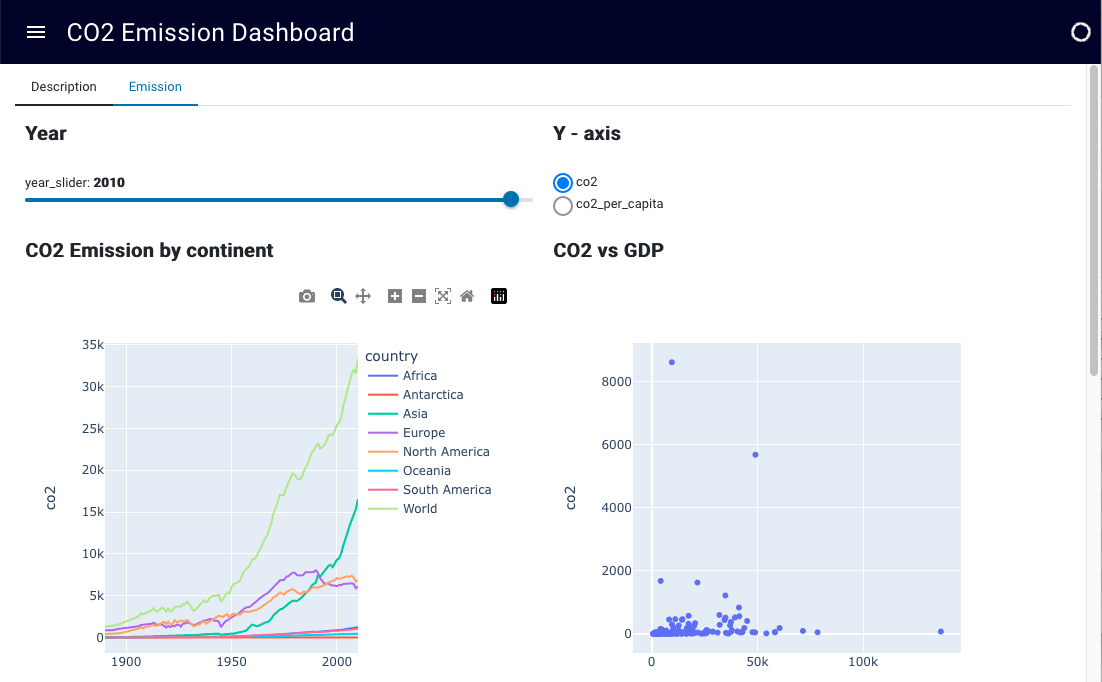 CO2 Emission Dashboard
Description
Emission
Year
Y - axis
year_slider: 2010
co2
co2_per_capita
CO2 Emission by continent
CO2 vs GDP
35k
30k
25k
20k
15k
10k
5k
0
co2
1900
1950
2000
country
Africa
Antarctica
Asia
Europe
North America
Oceania
South America
World
8000
6000
4000
2000
0
co2
0
50k
100k